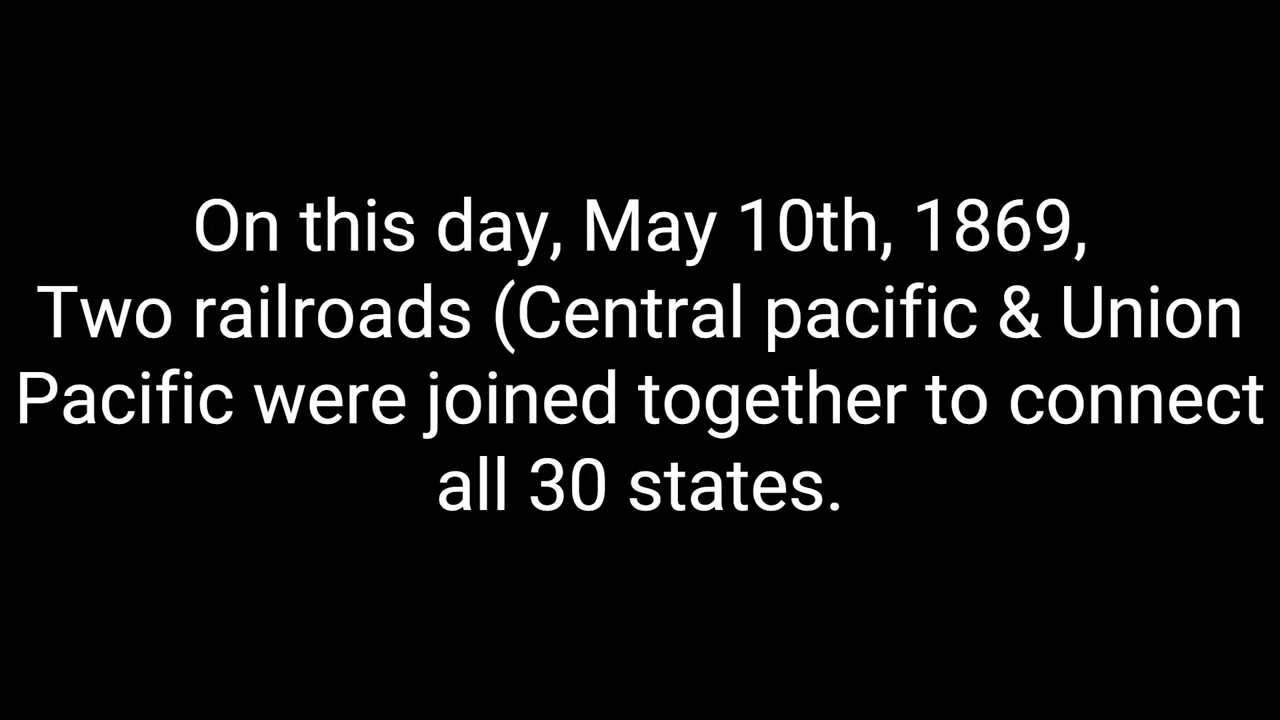 On this day, May 10th, 1869,
Two railroads (Central pacific & Union
Pacific were joined together to connect
all 30 states.